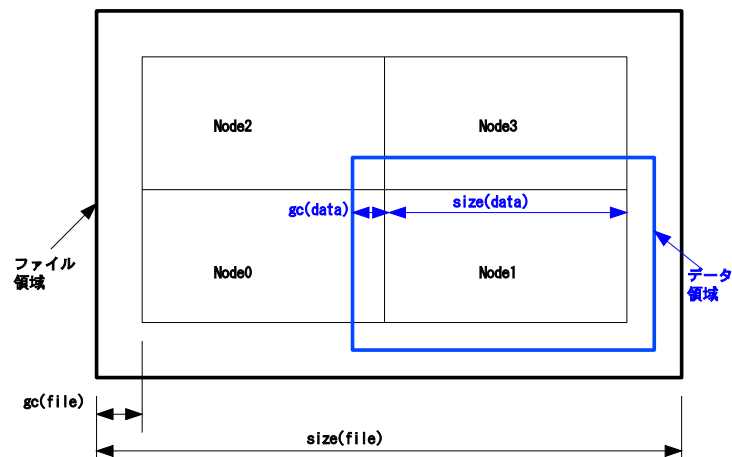 Node2
Node3
gc(data)
size(data)
ファイル
領域
Node0
Node1
データ
領域
gc(file)
size(file)